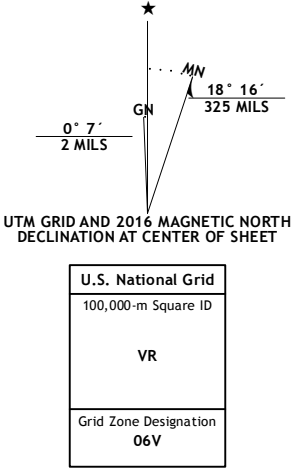 ★
MN
GN
18° 16´
325 MILS
0° 7´
2 MILS
UTM GRID AND 2016 MAGNETIC NORTH
DECLINATION AT CENTER OF SHEET
U.S. National Grid
100,000-m Square ID
VR
Grid Zone Designation
06V